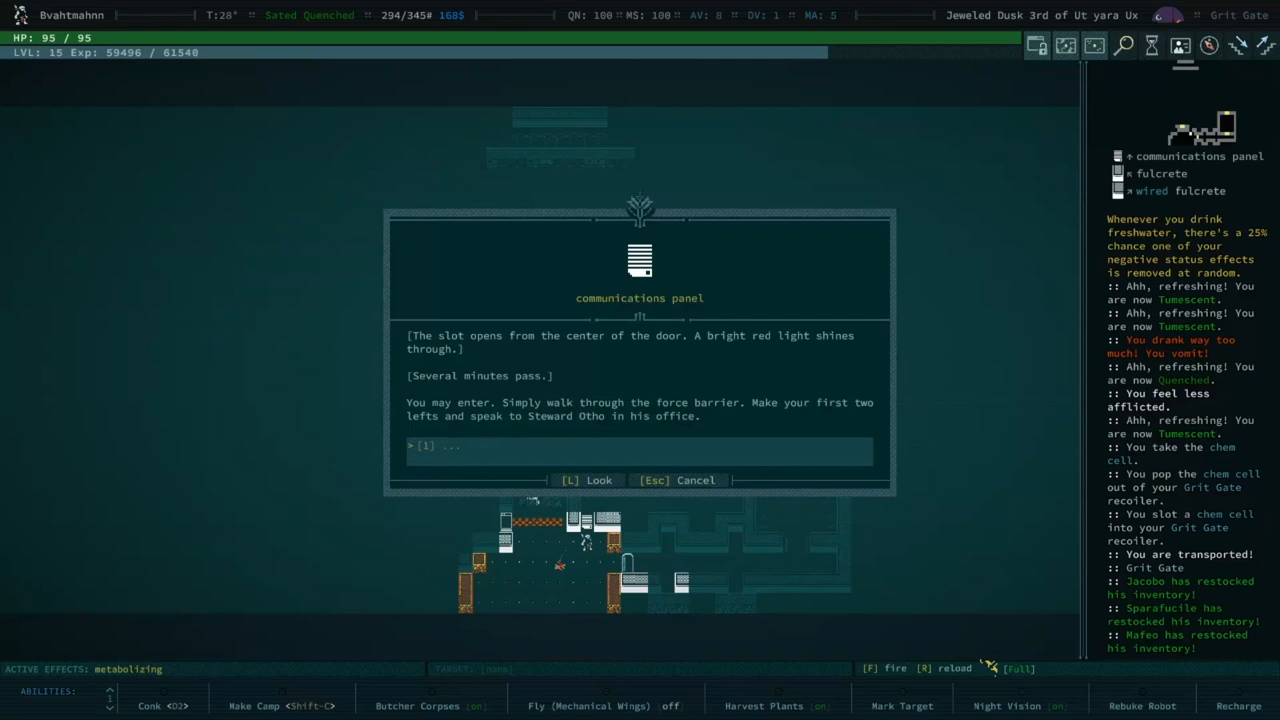 Bvahtmahnn T:28° Sated Quenched 294/345# 168$ QN: 100 MS: 100 AV: 8 DV: 1 MA: 5 Jeweled Dusk 3rd of Ut yara Ux Grit Gate
HP: 95 / 95
LVL: 15 Exp: 59496 / 61540
communications panel
[The slot opens from the center of the door. A bright red light shines
through.]
[Several minutes pass.]
You may enter. Simply walk through the force barrier. Make your first two
lefts and speak to Steward Otho in his office.
>[1] ...
[L] Look [Esc] Cancel
communications panel
fulcrete
wired fulcrete
Whenever you drink
freshwater, there's a 25%
chance one of your
negative status effects
is removed at random.
:: Ahh, refreshing! You
are now Tumescent.
:: Ahh, refreshing! You
are now Tumescent.
:: You drank way too
much! You vomit!
:: Ahh, refreshing! You
are now Quenched.
:: You feel less
afflicted.
:: Ahh, refreshing! You
are now Tumescent.
:: You take the chem
cell.
:: You pop the chem cell
out of your Grit Gate
recoiler.
:: You slot a chem cell
into your Grit Gate
recoiler.
:: You are transported!
:: Grit Gate
:: Jacobo has restocked
his inventory!
:: Sparafucile has
restocked his inventory!
:: Mafeo has restocked
his inventory!
ACTIVE EFFECTS: metabolizing TARGET: [none] [F] fire [R] reload [Full]
ABILITIES: 1 Conk <02> Make Camp <Shift-C> Butcher Corpses [on] Fly (Mechanical Wings) [off] Harvest Plants [on] Mark Target Night Vision [on] Rebuke Robot Recharge